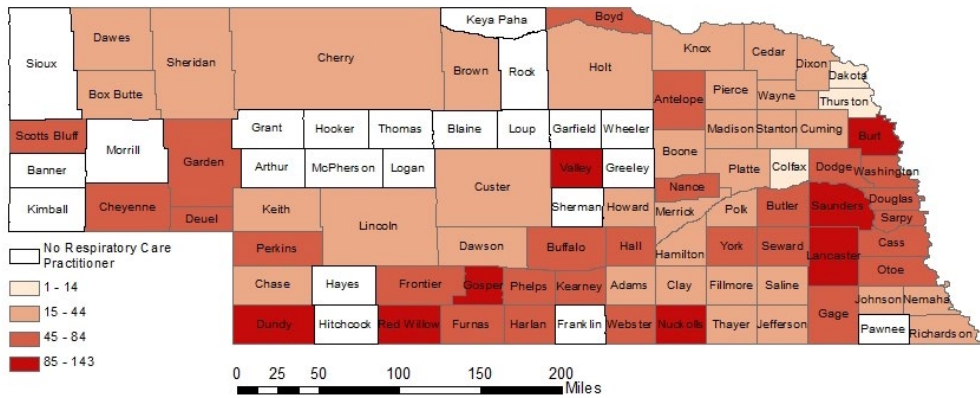 Keya Paha Boyd
Dawes Knox Cedar
Sioux Sheridan Cherry Brown Rock Holt Dixon
Dakota
Box Butte Antelope Pierce Wayne
Thurston
Scotts Bluff Grant Hooker Thomas Blaine Loup Garfield Wheeler Madison Stanton Cuming Burt
Morrill Garden Boone
Banner Arthur McPherson Logan Valley Greeley Platte Colfax Dodge Washington
Custer Nance
Kimball Cheyenne Deuel Keith Sherman Howard Merrick Polk Butler Saunders Douglas
Lincoln Sarpy
Perkins Dawson Buffalo Hall Hamilton York Seward Lancaster Cass
Otoe
Chase Hayes Frontier Gosper Phelps Kearney Adams Clay Fillmore Saline
Johnson Nemaha
Dundy Hitchcock Red Willow Furnas Harlan Franklin Webster Nuckolls Thayer Jefferson Gage Pawnee Richardson
No Respiratory Care
Practitioner
1 - 14
15 - 44
45 - 84
85 - 143
0 50 100 150 200
Miles